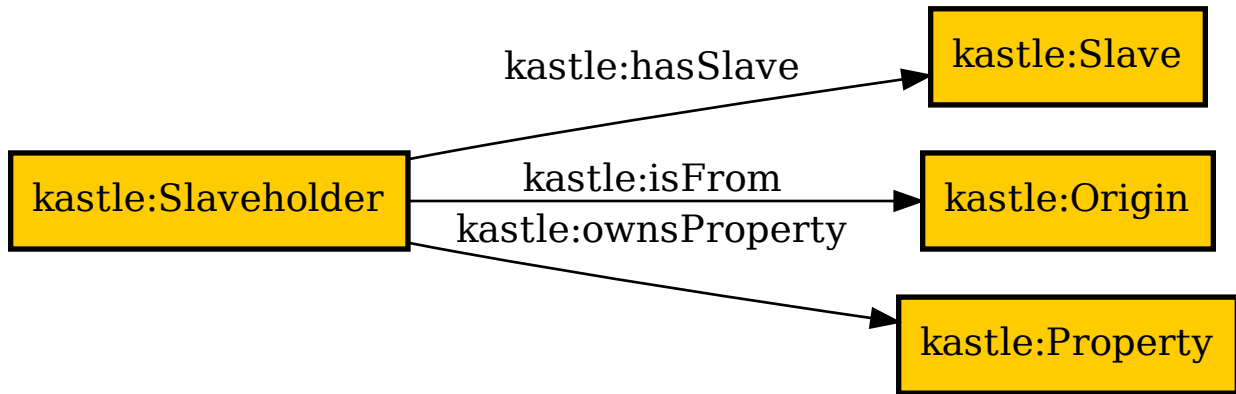 kastle:Slave
kastle:hasSlave
kastle:Slaveholder
kastle:isFrom
kastle:Origin
kastle:ownsProperty
kastle:Property